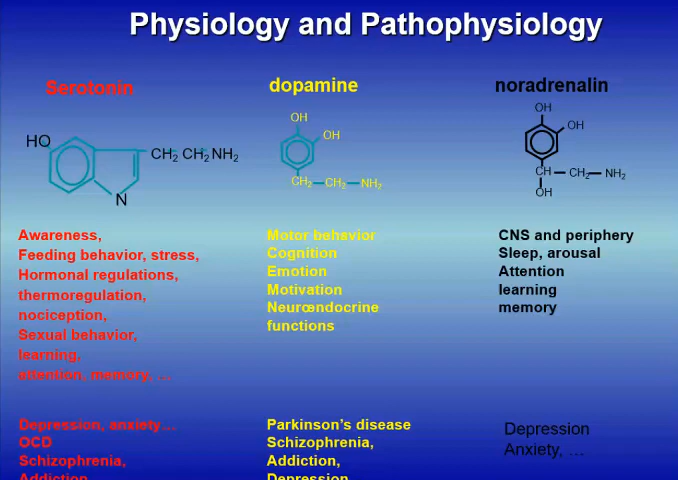 Physiology and Pathophysiology
Serotonin
dopamine
noradrenalin
HO
CH2 CH2 NH2
N
OH
OH
CH2 CH2 NH2
OH
OH
CH CH2 NH2
OH
Awareness,
Feeding behavior, stress,
Hormonal regulations,
thermoregulation,
nociception,
Sexual behavior,
learning,
attention, memory, …
Motor behavior
Cognition
Emotion
Motivation
Neurœndocrine
functions
CNS and periphery
Sleep, arousal
Attention
learning
memory
Depression, anxiety…
OCD
Schizophrenia,
Addiction
Parkinson's disease
Schizophrenia,
Addiction,
Depression
Depression
Anxiety, …